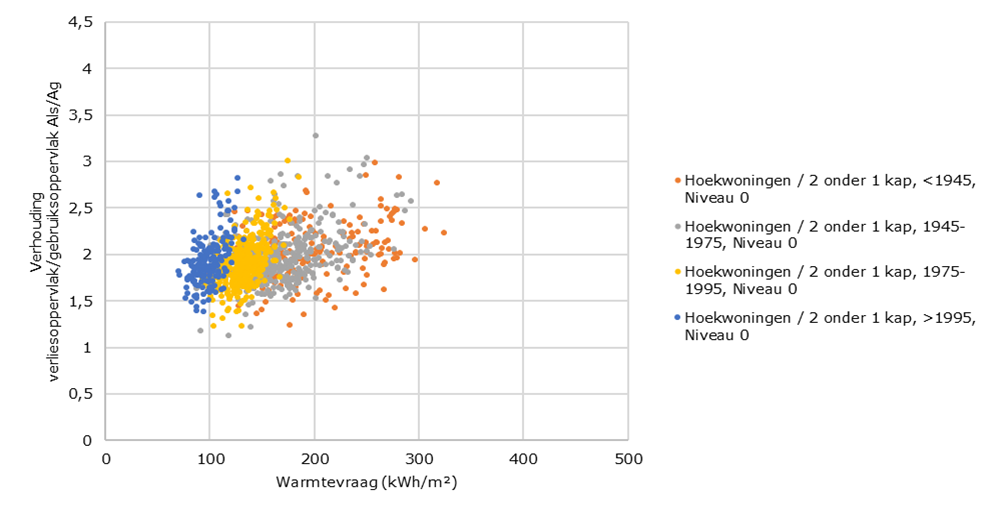 Verhouding
verliesoppervlak/gebruiksoppervlak Als/Ag
4,5
4
3,5
3
2,5
2
1,5
1
0,5
0
0
100
200
300
400
500
Warmtevraag (kWh/m²)
Hoekwoningen / 2 onder 1 kap, <1945,
Niveau 0
Hoekwoningen / 2 onder 1 kap, 1945-
1975, Niveau 0
Hoekwoningen / 2 onder 1 kap, 1975-
1995, Niveau 0
Hoekwoningen / 2 onder 1 kap, >1995,
Niveau 0